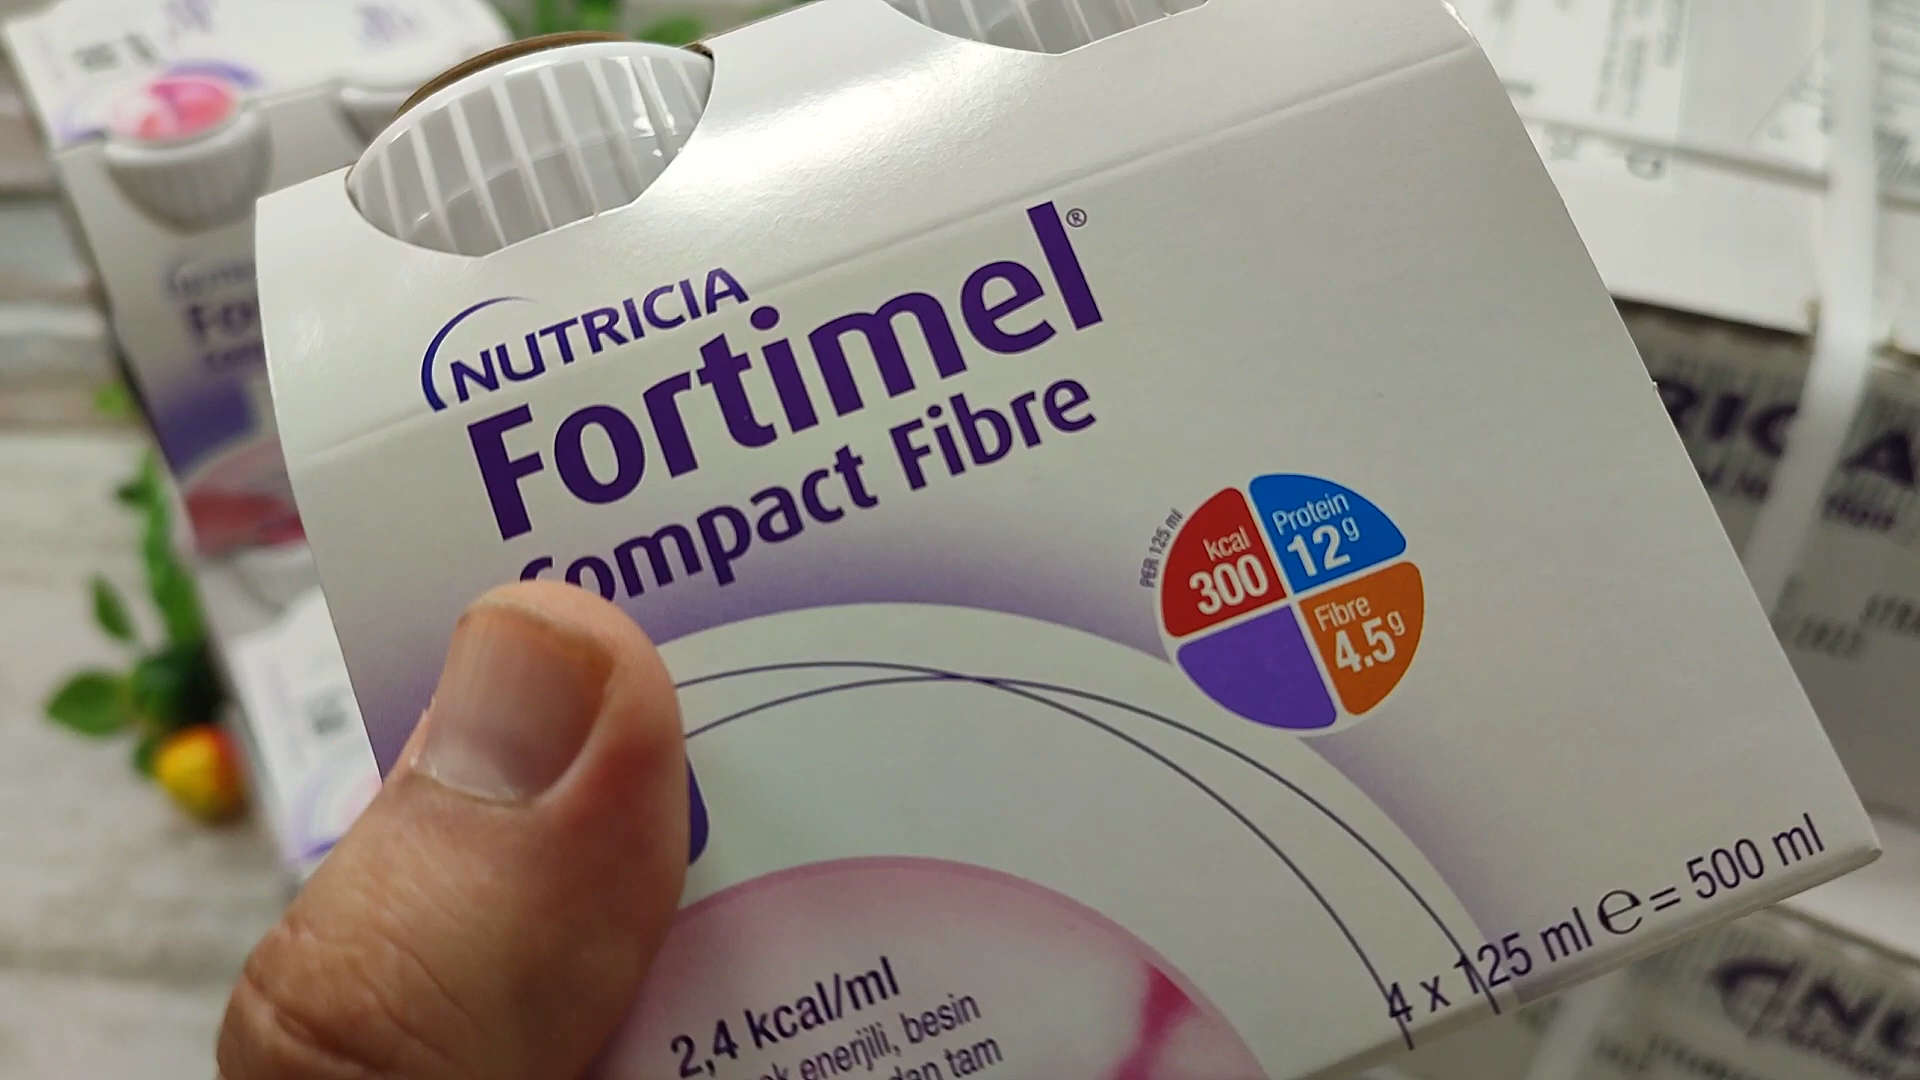 NUTRICIA
Fortimel®
Compact Fibre
PER 125 ml
kcal
300
Protein
12g
Fibre
4.5g
2,4 kcal/ml
enerjili, besin
tam
4 x 125 ml ℮ = 500 ml